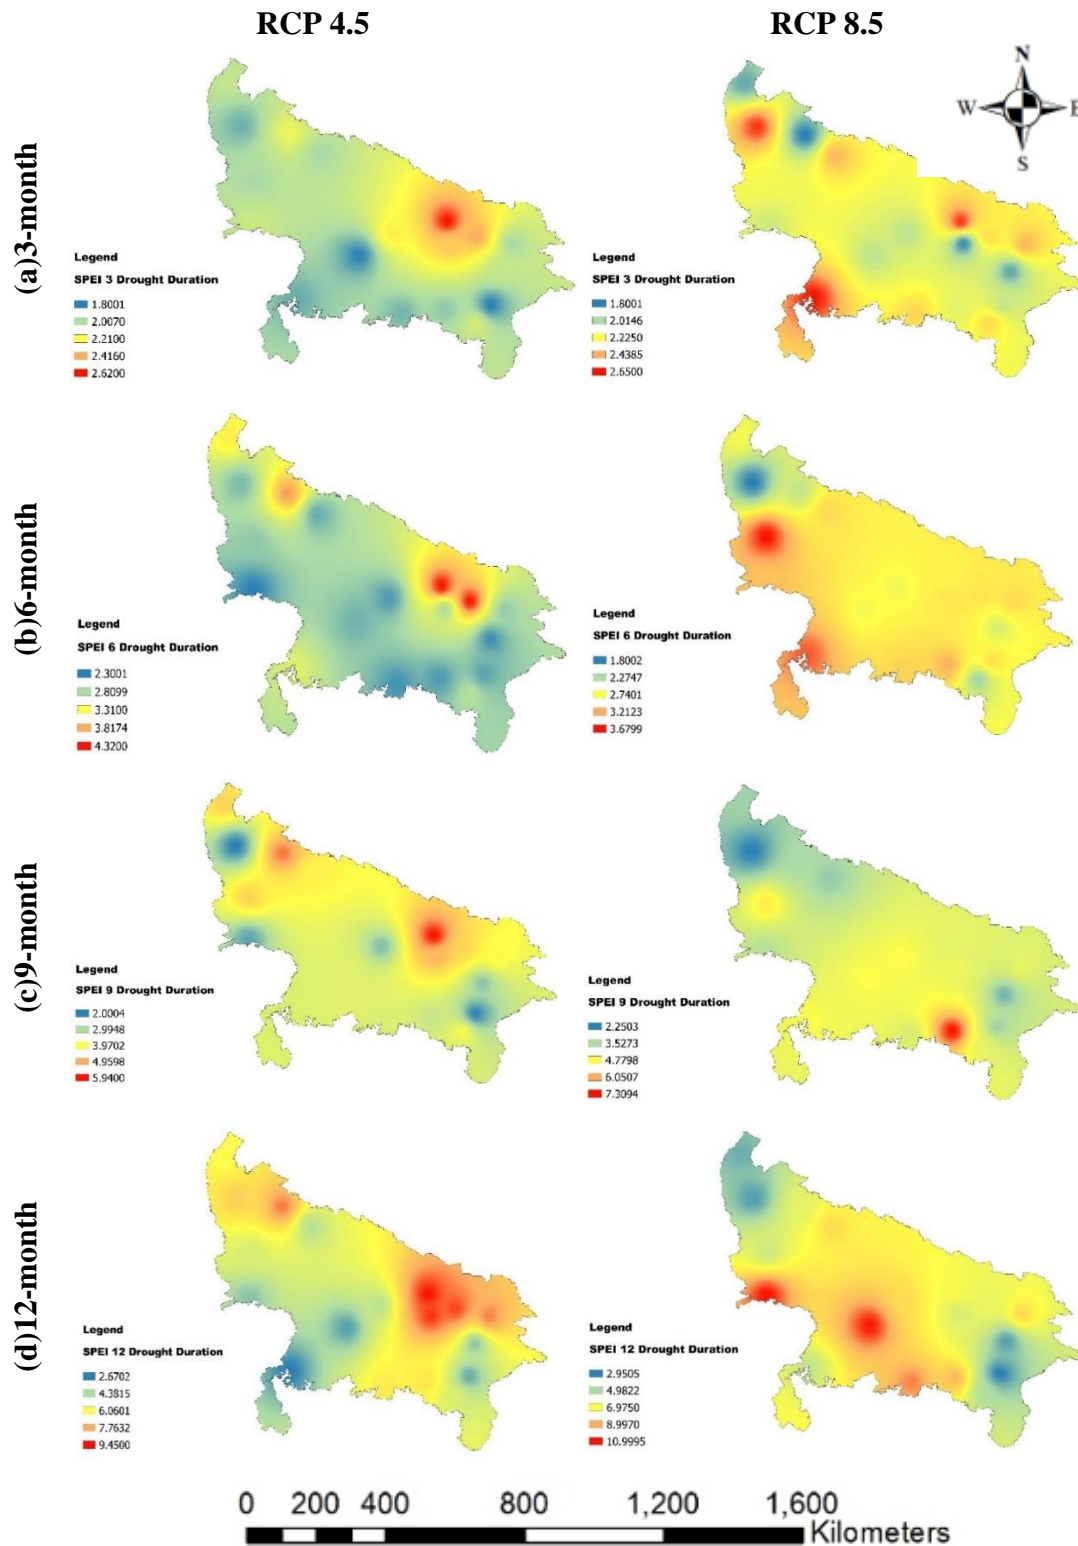 RCP 4.5
RCP 8.5
N
W
E
S
(a)3-month
Legend
SPEI 3 Drought Duration
1.8001
2.0070
2.2100
2.4160
2.6200
Legend
SPEI 3 Drought Duration
1.8001
2.0146
2.2250
2.4385
2.6500
(b)6-month
Legend
SPEI 6 Drought Duration
2.3001
2.8099
3.3100
3.8174
4.3200
Legend
SPEI 6 Drought Duration
1.8002
2.2747
2.7401
3.2123
3.6799
(c)9-month
Legend
SPEI 9 Drought Duration
2.0004
2.9948
3.9702
4.9598
5.9400
Legend
SPEI 9 Drought Duration
2.2503
3.5273
4.7798
6.0507
7.3094
(d)12-month
Legend
SPEI 12 Drought Duration
2.6702
4.3815
6.0601
7.7632
9.4500
Legend
SPEI 12 Drought Duration
2.9505
4.9822
6.9750
8.9970
10.9995
0 200 400 800 1,200 1,600
Kilometers